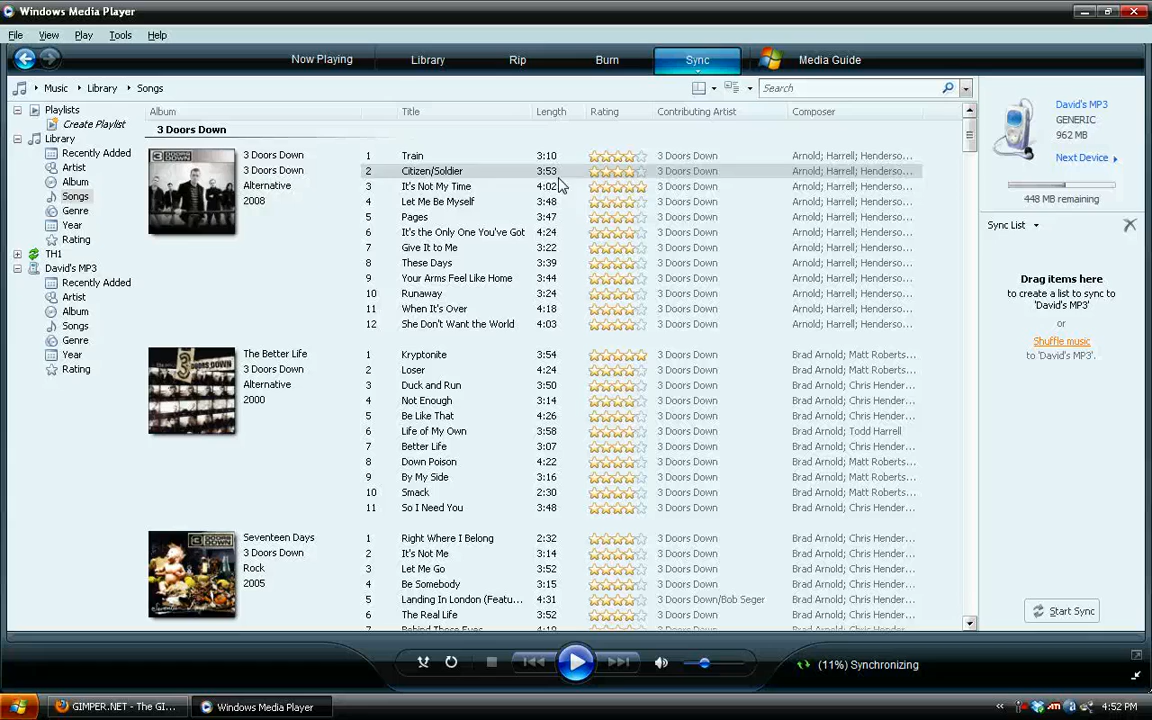 Windows Media Player
File View Play Tools Help
Now Playing Library Rip Burn Sync Media Guide
Music Library Songs Search
Album Title Length Rating Contributing Artist Composer
3 Doors Down
3 Doors Down
3 Doors Down
Alternative
2008
1 Train 3:10 3 Doors Down Arnold; Harrell; Henderso...
2 Citizen/Soldier 3:53 3 Doors Down Arnold; Harrell; Henderso...
3 It's Not My Time 4:02 3 Doors Down Arnold; Harrell; Henderso...
4 Let Me Be Myself 3:48 3 Doors Down Arnold; Harrell; Henderso...
5 Pages 3:47 3 Doors Down Arnold; Harrell; Henderso...
6 It's the Only One You've Got 4:24 3 Doors Down Arnold; Harrell; Henderso...
7 Give It to Me 3:22 3 Doors Down Arnold; Harrell; Henderso...
8 These Days 3:39 3 Doors Down Arnold; Harrell; Henderso...
9 Your Arms Feel Like Home 3:44 3 Doors Down Arnold; Harrell; Henderso...
10 Runaway 3:24 3 Doors Down Arnold; Harrell; Henderso...
11 When It's Over 4:18 3 Doors Down Arnold; Harrell; Henderso...
12 She Don't Want the World 4:03 3 Doors Down Arnold; Harrell; Henderso...
The Better Life
3 Doors Down
Alternative
2000
1 Kryptonite 3:54 3 Doors Down Brad Arnold; Matt Roberts...
2 Loser 4:24 3 Doors Down Brad Arnold; Matt Roberts...
3 Duck and Run 3:50 3 Doors Down Brad Arnold; Chris Hender...
4 Not Enough 3:14 3 Doors Down Brad Arnold; Chris Hender...
5 Be Like That 4:26 3 Doors Down Brad Arnold; Chris Hender...
6 Life of My Own 3:58 3 Doors Down Brad Arnold; Todd Harrell
7 Better Life 3:07 3 Doors Down Brad Arnold; Chris Hender...
8 Down Poison 4:22 3 Doors Down Brad Arnold; Matt Roberts...
9 By My Side 3:16 3 Doors Down Brad Arnold; Matt Roberts...
10 Smack 2:30 3 Doors Down Brad Arnold; Matt Roberts...
11 So I Need You 3:48 3 Doors Down Brad Arnold; Chris Hender...
Seventeen Days
3 Doors Down
Rock
2005
1 Right Where I Belong 2:32 3 Doors Down Brad Arnold; Chris Hender...
2 It's Not Me 3:14 3 Doors Down Brad Arnold; Chris Hender...
3 Let Me Go 3:52 3 Doors Down Brad Arnold; Chris Hender...
4 Be Somebody 3:15 3 Doors Down Brad Arnold; Chris Hender...
5 Landing In London (Featu... 4:31 3 Doors Down/Bob Seger Brad Arnold; Chris Hender...
6 The Real Life 3:52 3 Doors Down Brad Arnold; Chris Hender...
Playlists
Create Playlist
Library
Recently Added
Artist
Album
Songs
Genre
Year
Rating
TH1
David's MP3
Recently Added
Artist
Album
Songs
Genre
Year
Rating
David's MP3
GENERIC
962 MB
Next Device
448 MB remaining
Sync List
Drag items here
to create a list to sync to
'David's MP3'
or
Shuffle music
to 'David's MP3'.
Start Sync
(11%) Synchronizing
GIMPER.NET - The GI... Windows Media Player 4:52 PM